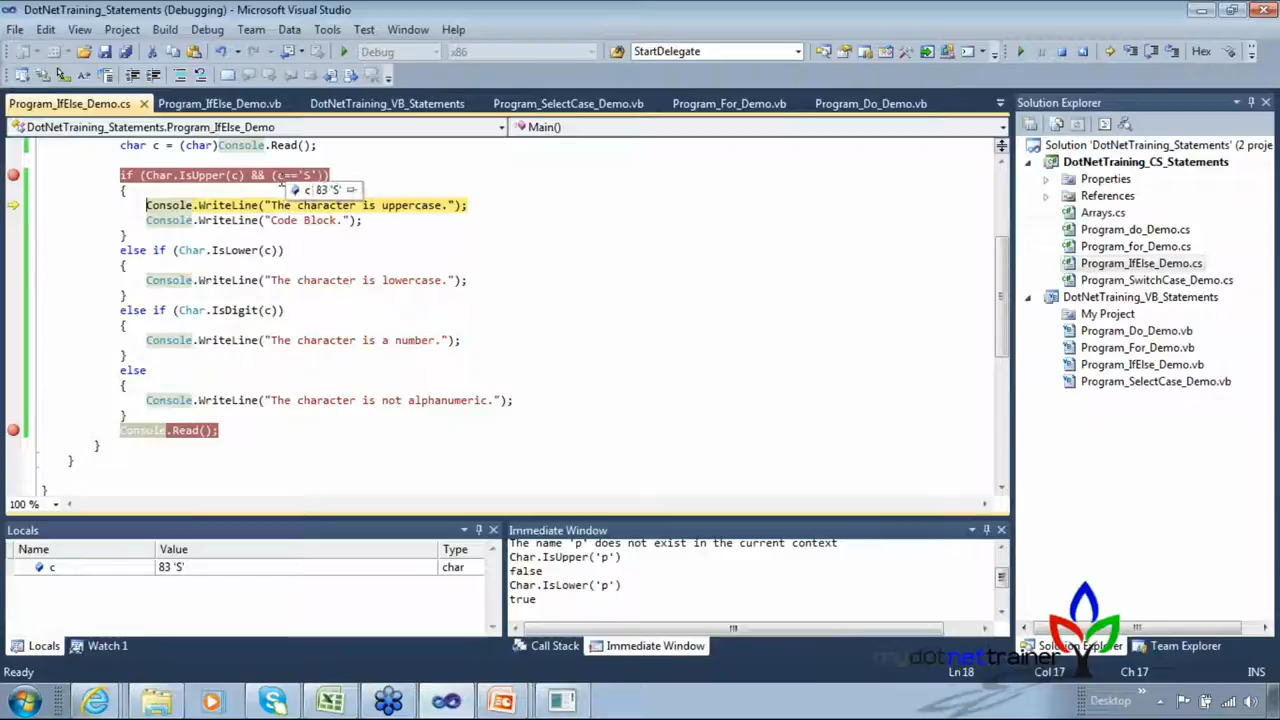 DotNetTraining_Statements (Debugging) - Microsoft Visual Studio
File Edit View Project Build Debug Team Data Tools Test Window Help
Debug x86 StartDelegate Hex
Program_IfElse_Demo.cs Program_IfElse_Demo.vb DotNetTraining_VB_Statements Program_SelectCase_Demo.vb Program_For_Demo.vb Program_Do_Demo.vb
DotNetTraining_Statements.Program_IfElse_Demo Main()
char c = (char)Console.Read();
if (Char.IsUpper(c) && (c=='S'))
{
c 83 'S'
Console.WriteLine("The character is uppercase.");
Console.WriteLine("Code Block.");
}
else if (Char.IsLower(c))
{
Console.WriteLine("The character is lowercase.");
}
else if (Char.IsDigit(c))
{
Console.WriteLine("The character is a number.");
}
else
{
Console.WriteLine("The character is not alphanumeric.");
}
Console.Read();
}
}
}
100 %
Solution Explorer
Solution 'DotNetTraining_Statements' (2 proje
DotNetTraining_CS_Statements
Properties
References
Arrays.cs
Program_do_Demo.cs
Program_for_Demo.cs
Program_IfElse_Demo.cs
Program_SwitchCase_Demo.cs
DotNetTraining_VB_Statements
My Project
Program_Do_Demo.vb
Program_For_Demo.vb
Program_IfElse_Demo.vb
Program_SelectCase_Demo.vb
Locals
Name Value Type
c 83 'S' char
Locals Watch 1
Immediate Window
The name 'p' does not exist in the current context
Char.IsUpper('p')
false
Char.IsLower('p')
true
Call Stack Immediate Window
Solution Explorer Team Explorer
mydotnettrainer
Ready Ln 18 Col 17 Ch 17 INS
Desktop